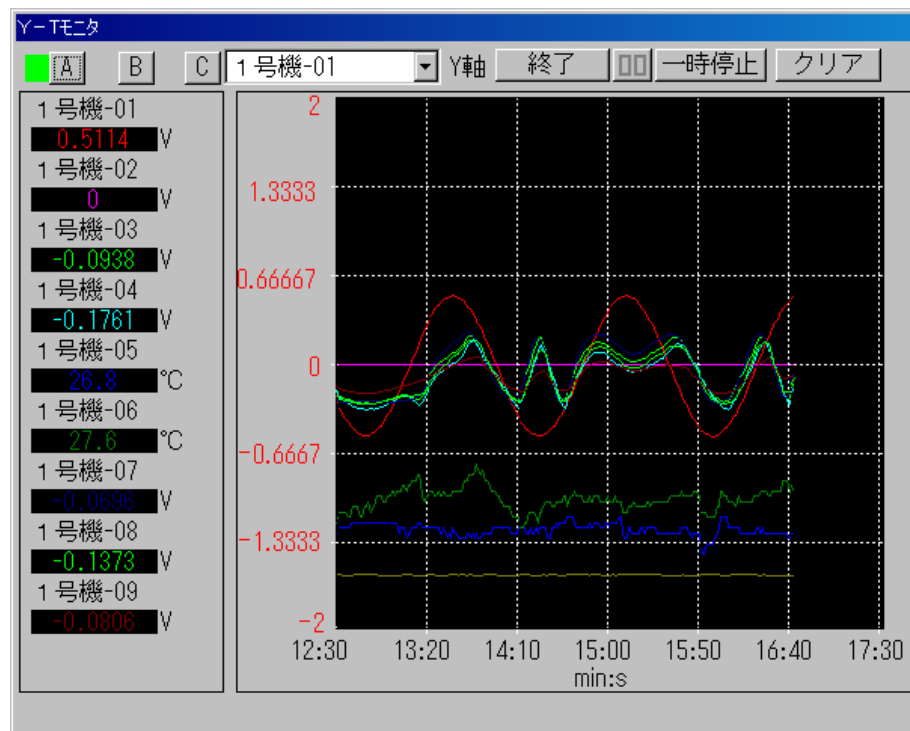 Y－Tモニタ
A B C 1号機-01 Y軸 終了 一時停止 クリア
1号機-01
0.5114 V
1号機-02
0 V
1号機-03
-0.0938 V
1号機-04
-0.1761 V
1号機-05
26.8 ℃
1号機-06
27.6 ℃
1号機-07
-0.0696 V
1号機-08
-0.1373 V
1号機-09
-0.0806 V
2
1.3333
0.66667
0
-0.6667
-1.3333
-2
12:30 13:20 14:10 15:00 15:50 16:40 17:30
min:s